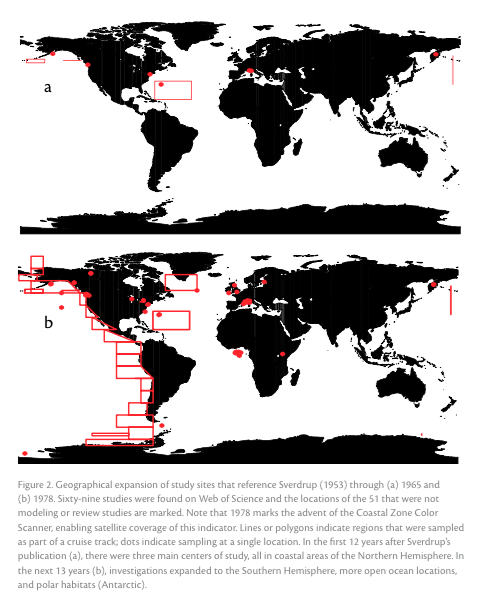 a
b
Figure 2. Geographical expansion of study sites that reference Sverdrup (1953) through (a) 1965 and
(b) 1978. Sixty-nine studies were found on Web of Science and the locations of the 51 that were not
modeling or review studies are marked. Note that 1978 marks the advent of the Coastal Zone Color
Scanner, enabling satellite coverage of this indicator. Lines or polygons indicate regions that were sampled
as part of a cruise track; dots indicate sampling at a single location. In the first 12 years after Sverdrup's
publication (a), there were three main centers of study, all in coastal areas of the Northern Hemisphere. In
the next 13 years (b), investigations expanded to the Southern Hemisphere, more open ocean locations,
and polar habitats (Antarctic).